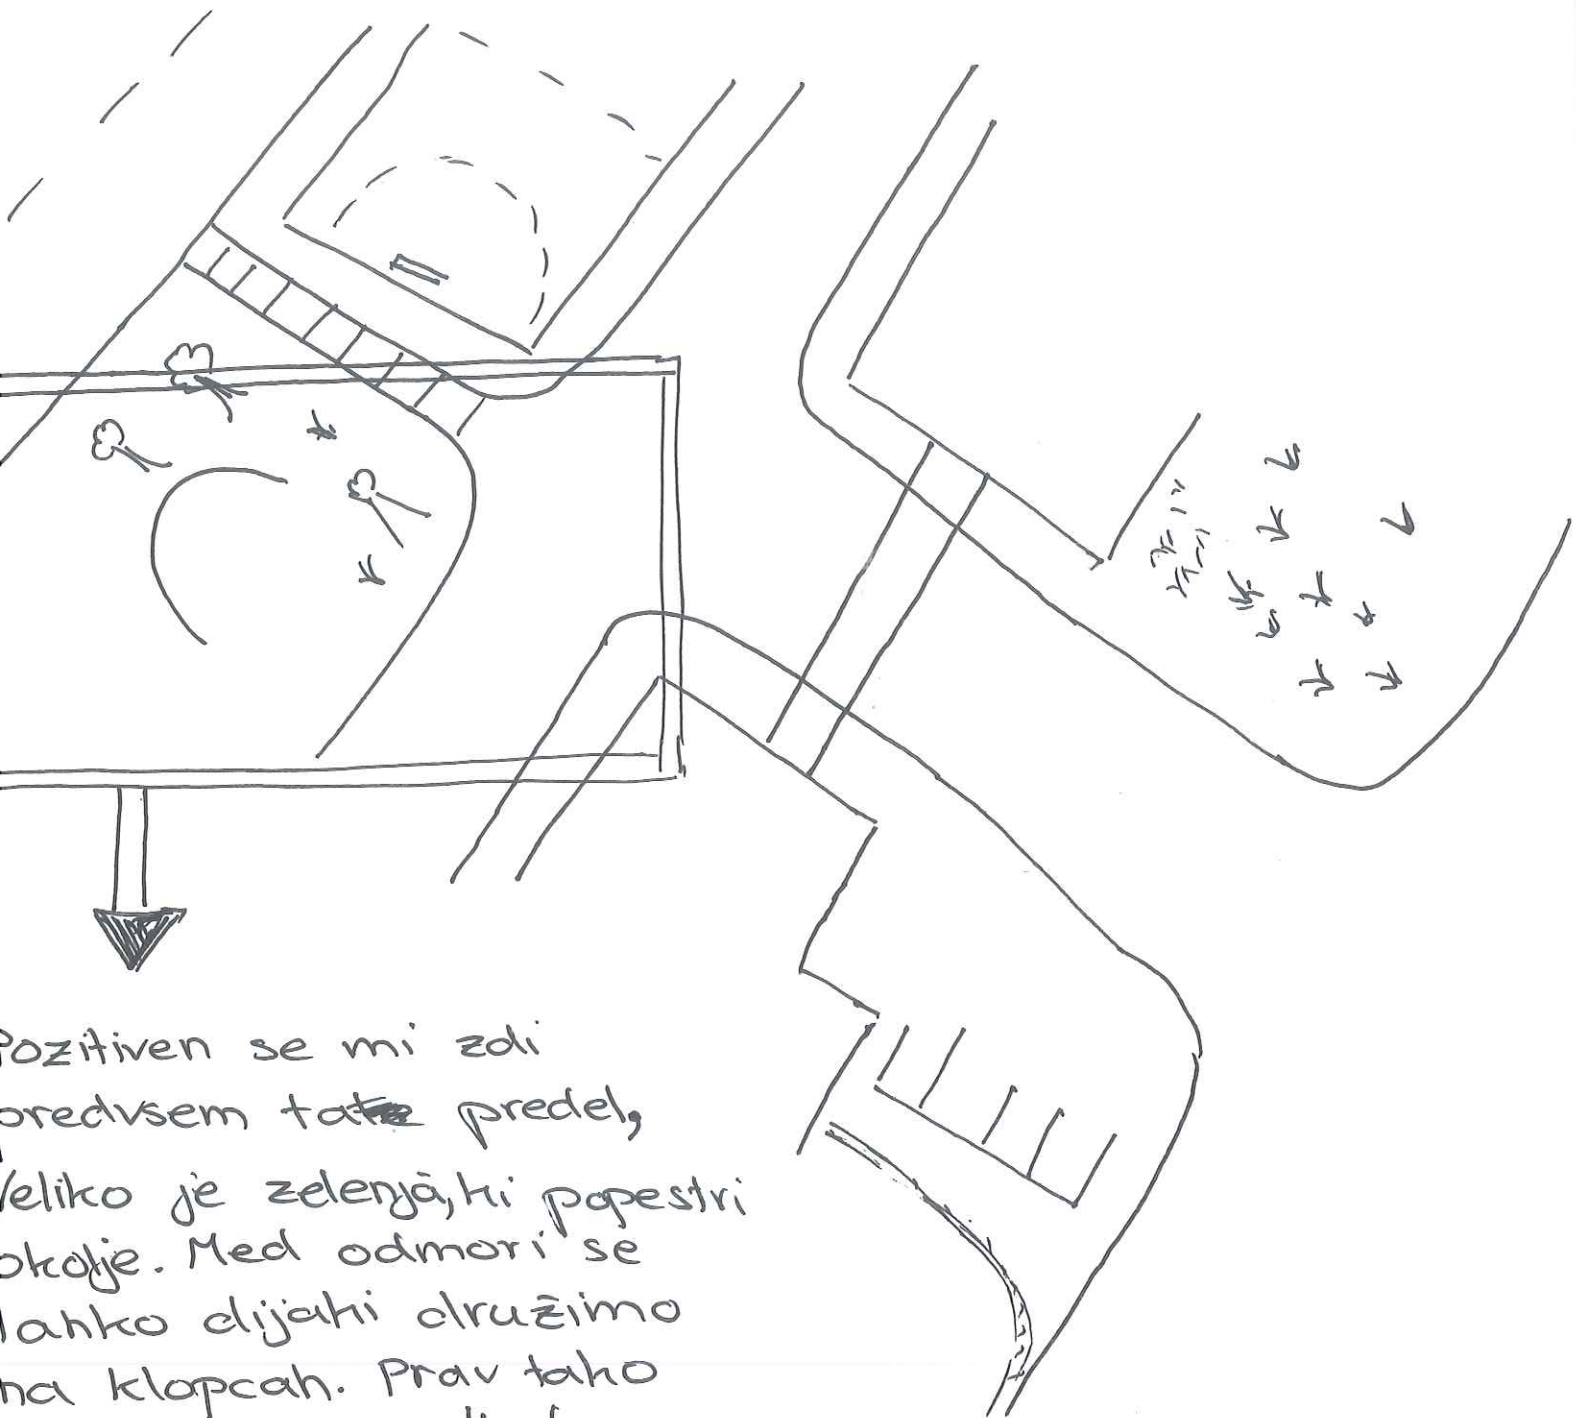 Pozitiven se mi zdi
predvsem ta predel,
Veliko je zelenja, ki popestri
okolje. Med odmori se
lahko dijaki družimo
na klopcah. Prav tako